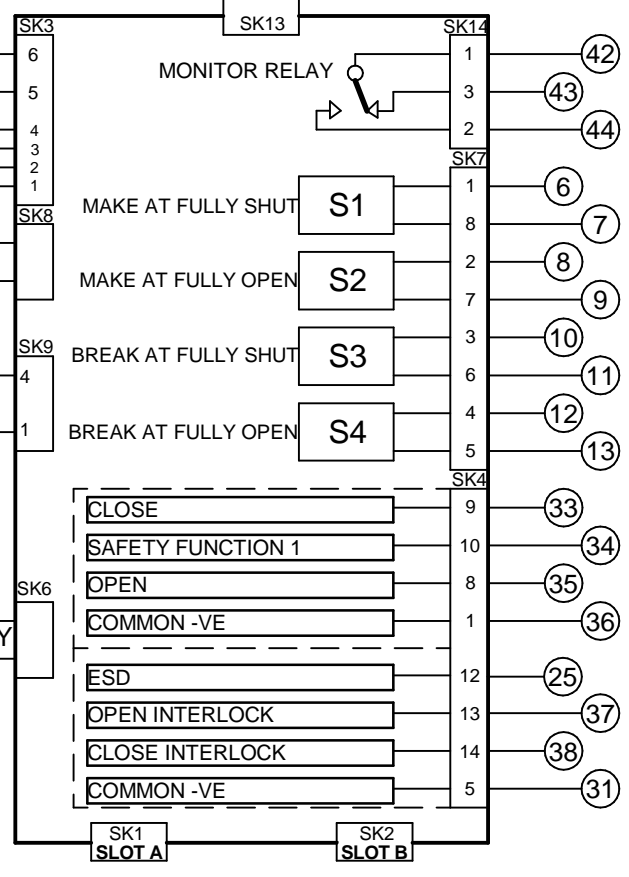 SK3
SK13
SK14
6
MONITOR RELAY
1
42
5
3
43
4
2
44
3
2
1
SK7
MAKE AT FULLY SHUT
S1
1
6
8
7
SK8
MAKE AT FULLY OPEN
S2
2
8
7
9
SK9
4
BREAK AT FULLY SHUT
S3
3
10
6
11
1
BREAK AT FULLY OPEN
S4
4
12
5
13
SK4
CLOSE
9
33
SAFETY FUNCTION 1
10
34
SK6
OPEN
8
35
COMMON -VE
1
36
Y
ESD
12
25
OPEN INTERLOCK
13
37
CLOSE INTERLOCK
14
38
COMMON -VE
5
31
SK1
SLOT A
SK2
SLOT B